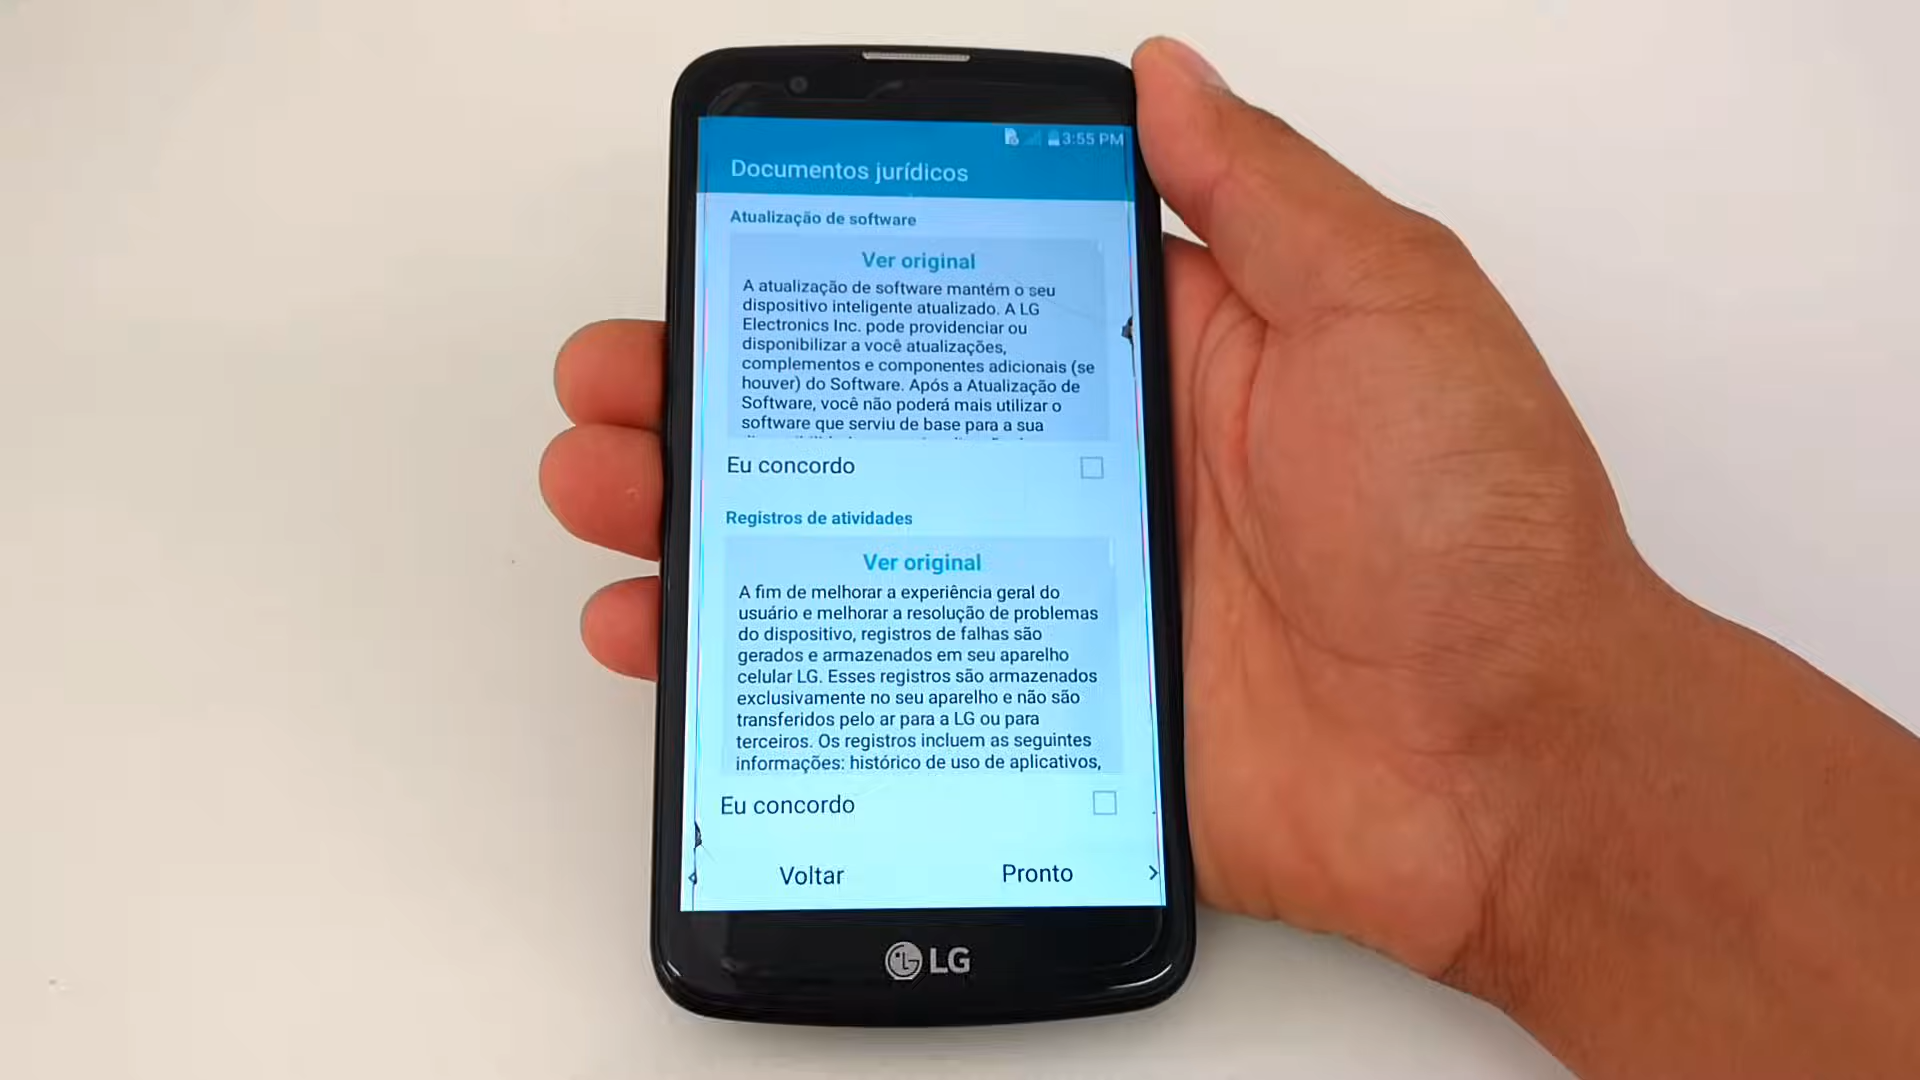 3:55 PM
Documentos jurídicos
Atualização de software
Ver original
A atualização de software mantém o seu
dispositivo inteligente atualizado. A LG
Electronics Inc. pode providenciar ou
disponibilizar a você atualizações,
complementos e componentes adicionais (se
houver) do Software. Após a Atualização de
Software, você não poderá mais utilizar o
software que serviu de base para a sua
Eu concordo
Registros de atividades
Ver original
A fim de melhorar a experiência geral do
usuário e melhorar a resolução de problemas
do dispositivo, registros de falhas são
gerados e armazenados em seu aparelho
celular LG. Esses registros são armazenados
exclusivamente no seu aparelho e não são
transferidos pelo ar para a LG ou para
terceiros. Os registros incluem as seguintes
informações: histórico de uso de aplicativos,
Eu concordo
Voltar Pronto
LG